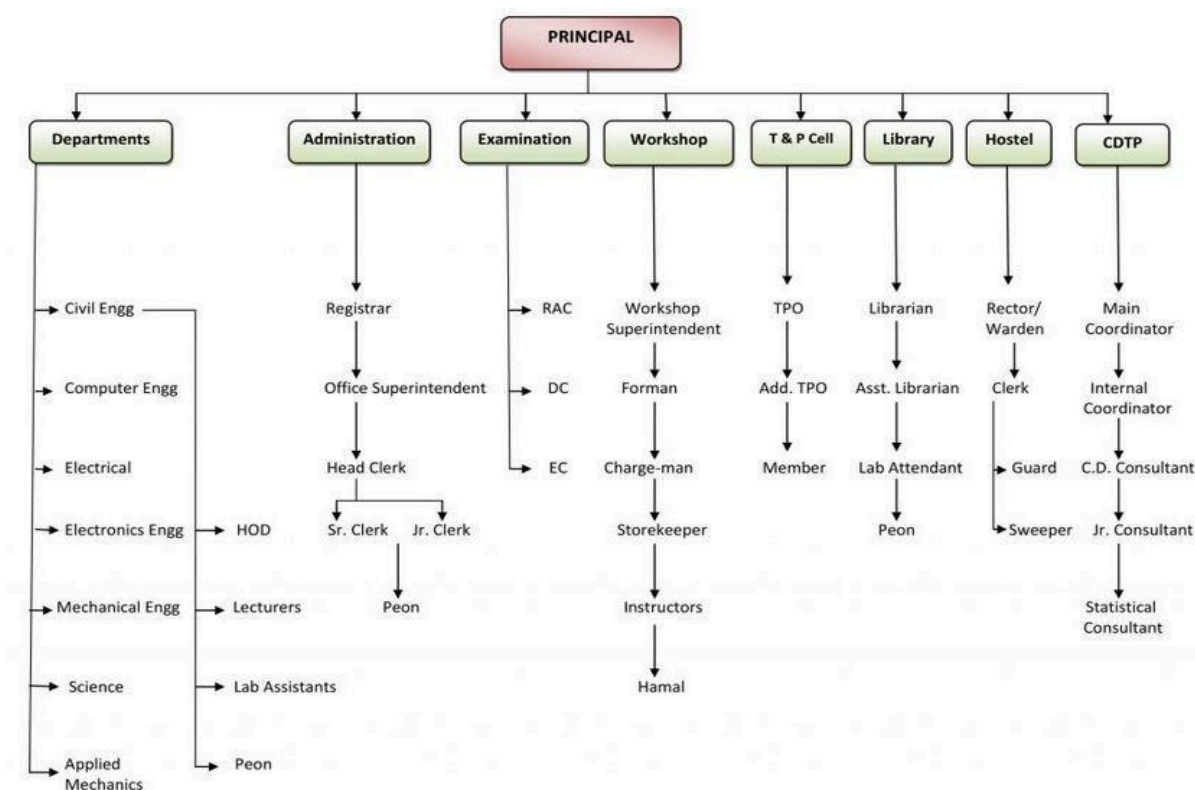 PRINCIPAL
Departments
Administration
Examination
Workshop
T & P Cell
Library
Hostel
CDTP
Civil Engg
Registrar
RAC
Workshop
Superintendent
TPO
Librarian
Rector/
Warden
Main
Coordinator
Computer Engg
Office Superintendent
DC
Forman
Add. TPO
Asst. Librarian
Clerk
Internal
Coordinator
Electrical
Head Clerk
EC
Charge-man
Member
Lab Attendant
Guard
C.D. Consultant
Electronics Engg
HOD
Sr. Clerk
Jr. Clerk
Storekeeper
Peon
Sweeper
Jr. Consultant
Mechanical Engg
Lecturers
Peon
Instructors
Statistical
Consultant
Science
Lab Assistants
Hamal
Applied
Mechanics
Peon